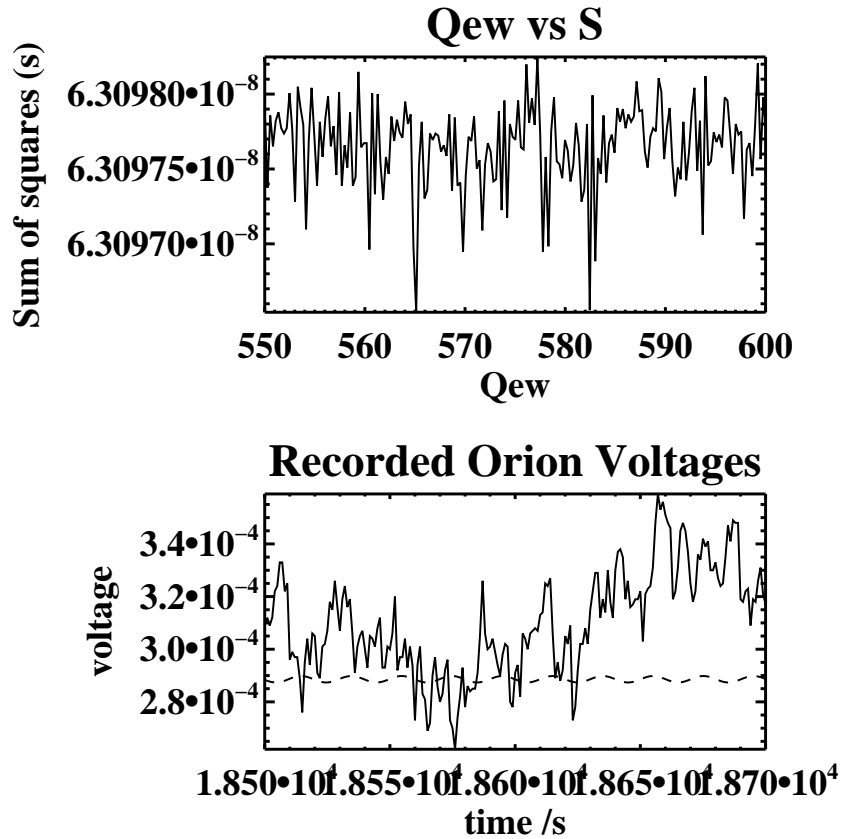 Qew vs S
Sum of squares (s)
6.30980•10⁻⁸
6.30975•10⁻⁸
6.30970•10⁻⁸
550 560 570 580 590 600
Qew
Recorded Orion Voltages
voltage
3.4•10⁻⁴
3.2•10⁻⁴
3.0•10⁻⁴
2.8•10⁻⁴
1.850•10⁴ 1.855•10⁴ 1.860•10⁴ 1.865•10⁴ 1.870•10⁴
time /s